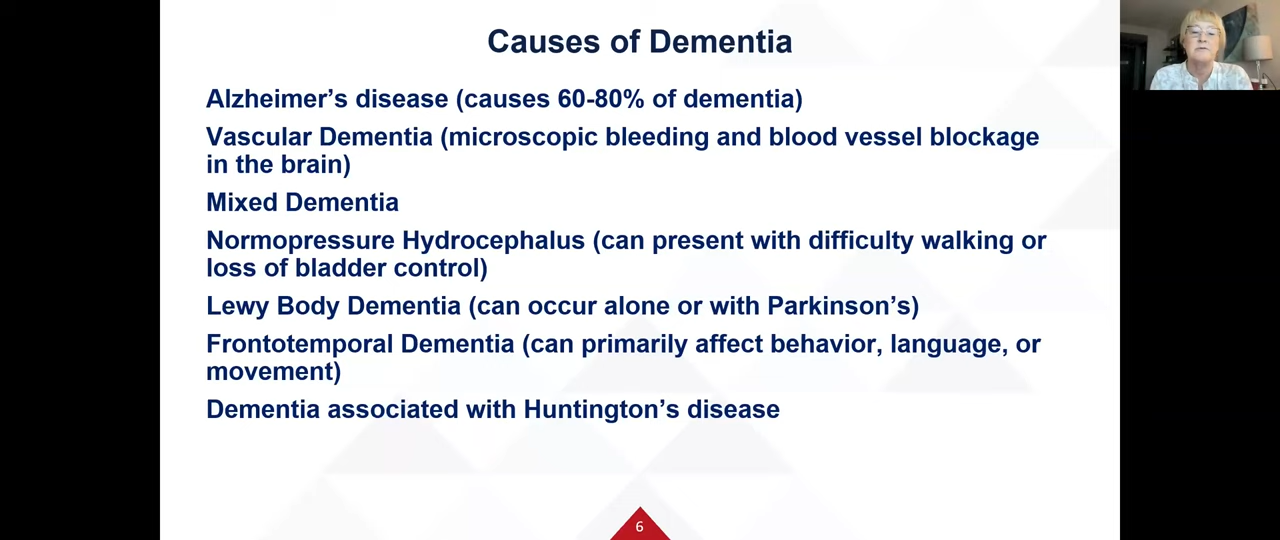 Causes of Dementia
Alzheimer’s disease (causes 60-80% of dementia)
Vascular Dementia (microscopic bleeding and blood vessel blockage
in the brain)
Mixed Dementia
Normopressure Hydrocephalus (can present with difficulty walking or
loss of bladder control)
Lewy Body Dementia (can occur alone or with Parkinson’s)
Frontotemporal Dementia (can primarily affect behavior, language, or
movement)
Dementia associated with Huntington’s disease
6